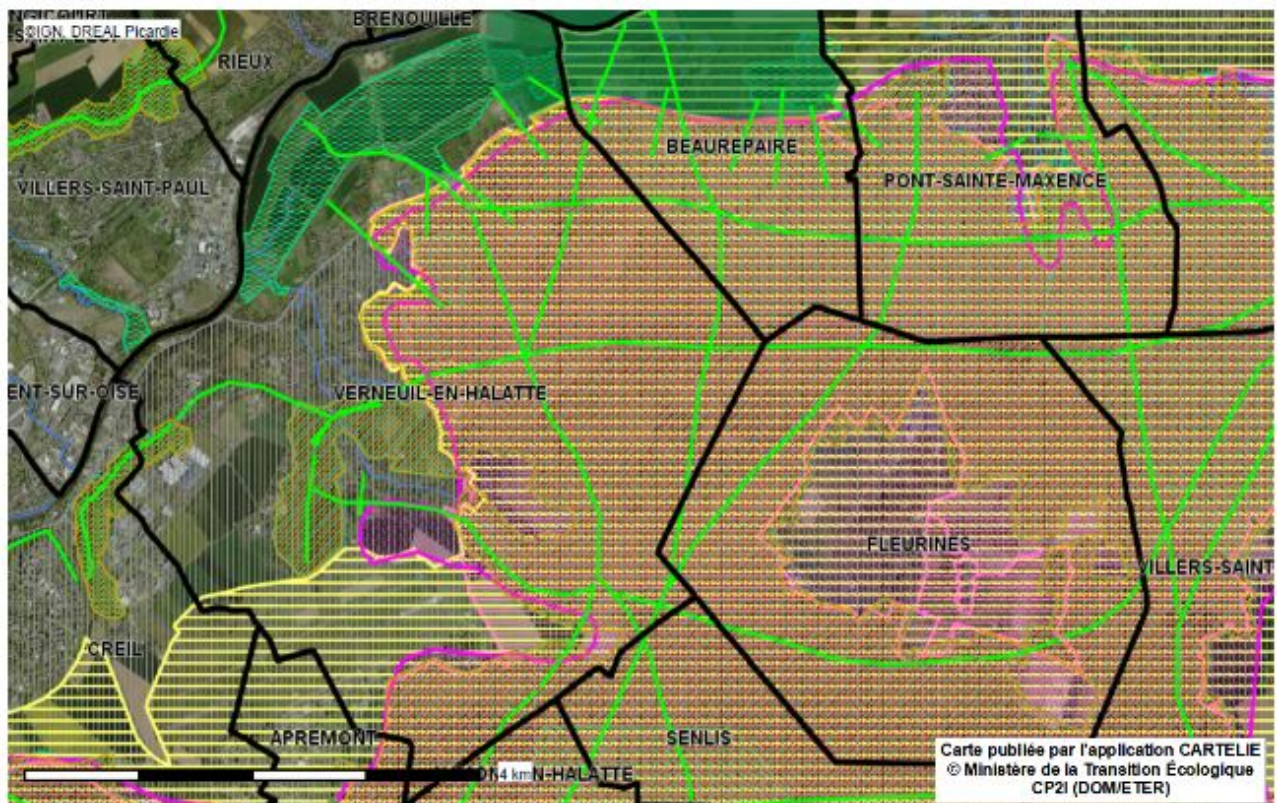 BRENOUILLE
©IGN, DREAL Picardie
RIEUX
BEAUREPAIRE
VILLERS-SAINT-PAUL
PONT-SAINTE-MAXENCE
ENT-SUR-OISE
VERNEUIL-EN-HALATTE
FLEURINES
VILLERS-SAINT
CREIL
APREMONT
SENLIS
4 km
N-HALATTE
Carte publiée par l'application CARTELIE
© Ministère de la Transition Écologique
CP2I (DOM/ETER)